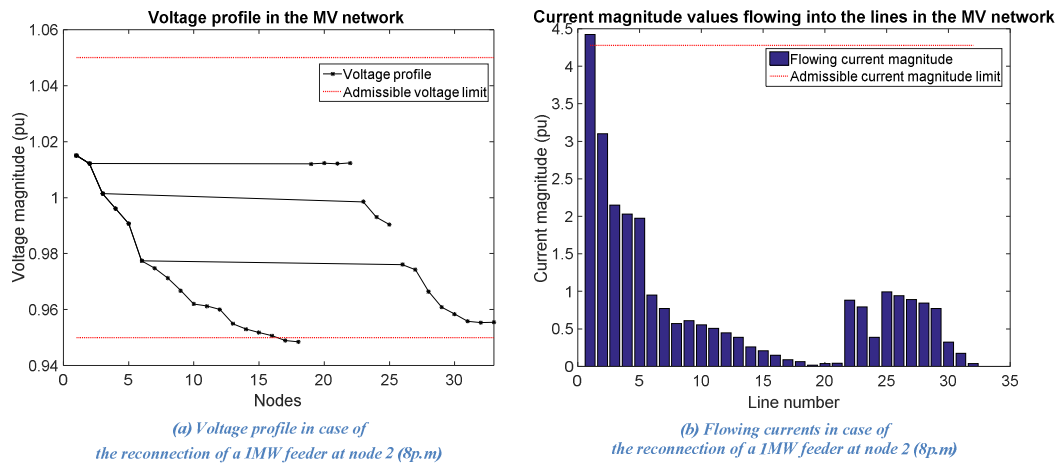 Voltage profile in the MV network
1.06
1.04
1.02
1
0.98
0.96
0.94
Voltage magnitude (pu)
Voltage profile
Admissible voltage limit
0 5 10 15 20 25 30
Nodes
(a) Voltage profile in case of
the reconnection of a 1MW feeder at node 2 (8p.m)
Current magnitude values flowing into the lines in the MV network
4.5
4
3.5
3
2.5
2
1.5
1
0.5
0
Current magnitude (pu)
Flowing current magnitude
Admissible current magnitude limit
0 5 10 15 20 25 30 35
Line number
(b) Flowing currents in case of
the reconnection of a 1MW feeder at node 2 (8p.m)